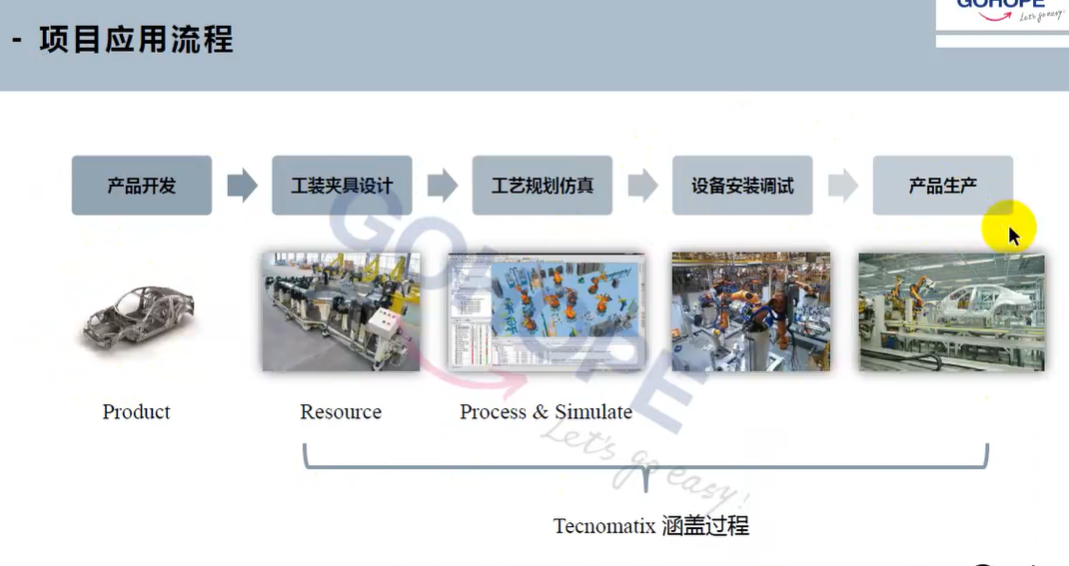 GOHOPE
Let's go easy!
- 项目应用流程
产品开发
工装夹具设计
工艺规划仿真
设备安装调试
产品生产
GOHOPE
Let's go easy!
Product
Resource
Process & Simulate
Tecnomatix 涵盖过程